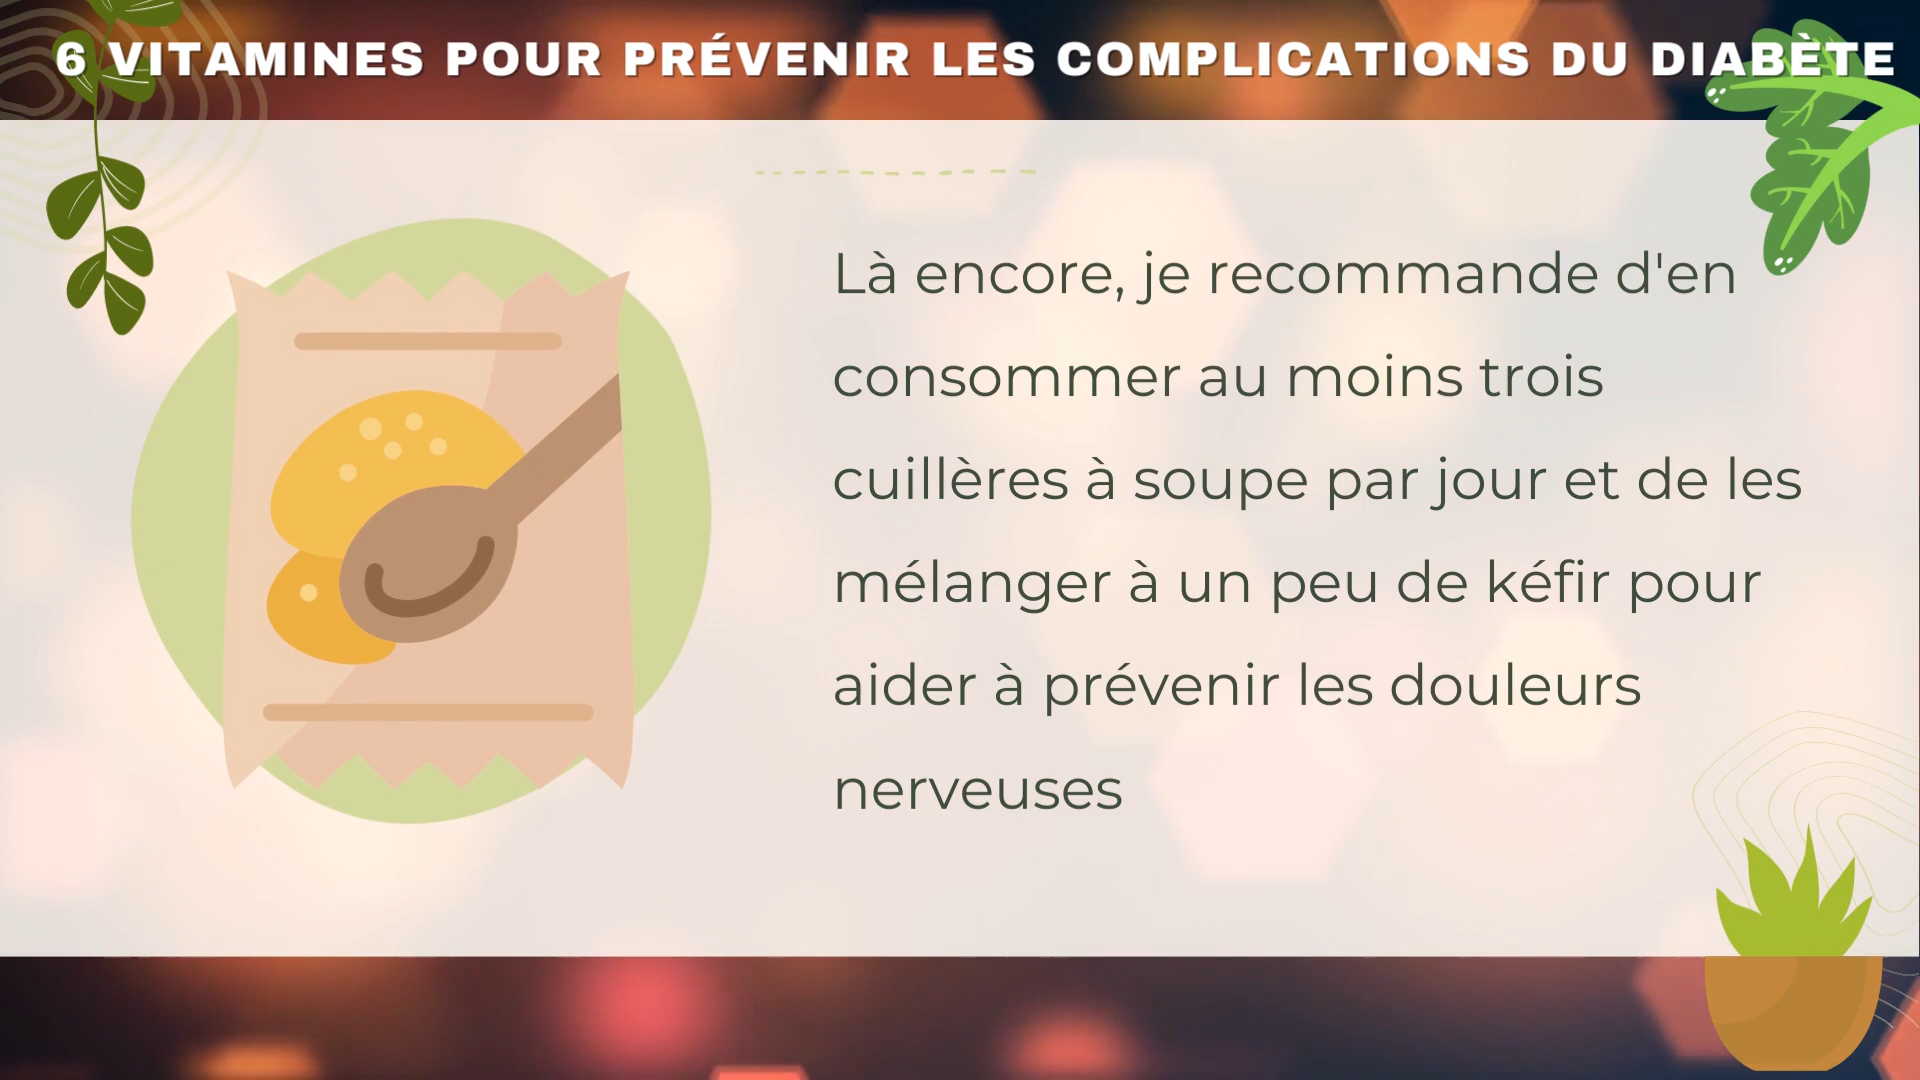 6 VITAMINES POUR PRÉVENIR LES COMPLICATIONS DU DIABÈTE
Là encore, je recommande d'en
consommer au moins trois
cuillères à soupe par jour et de les
mélanger à un peu de kéfir pour
aider à prévenir les douleurs
nerveuses